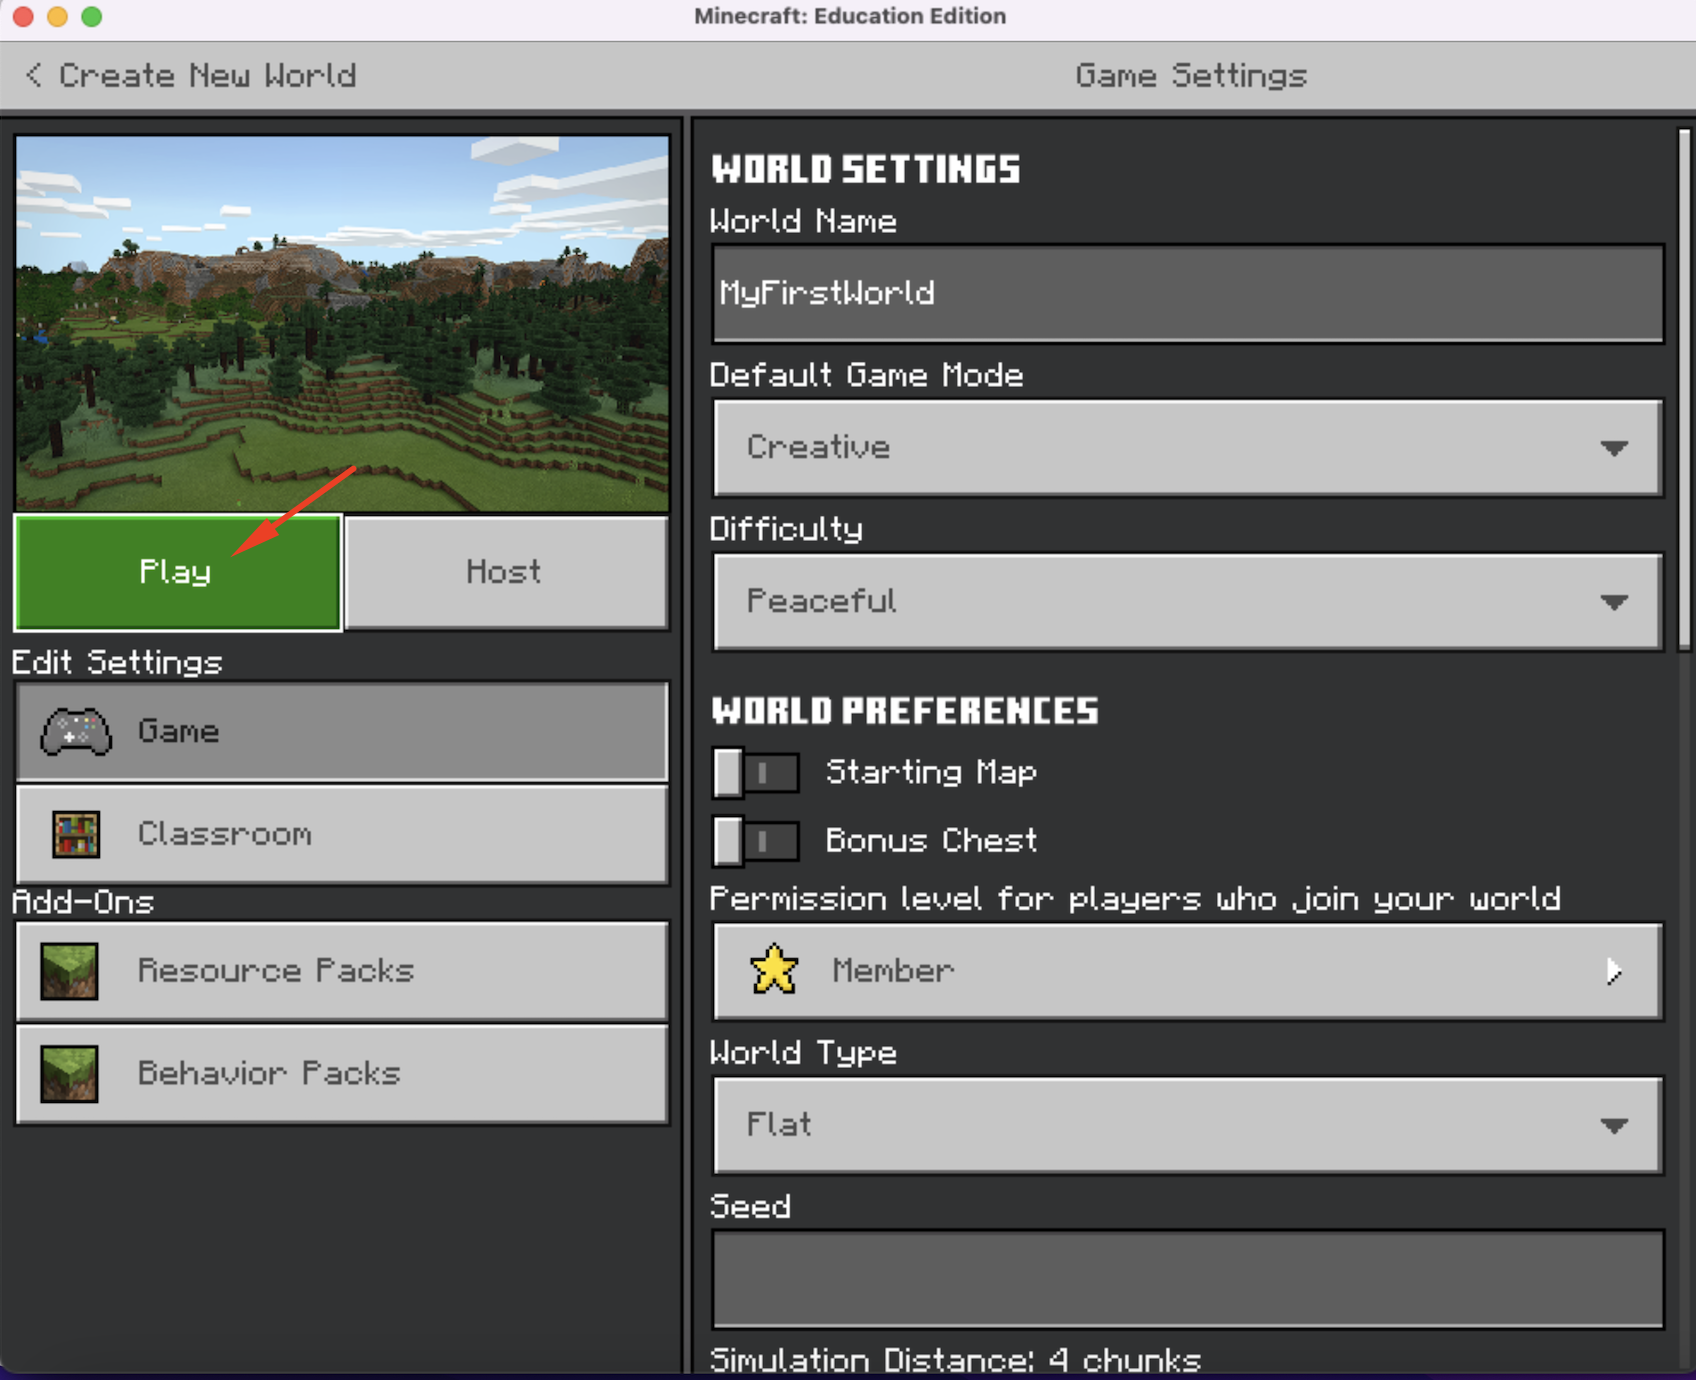 Minecraft: Education Edition
< Create New World
Game Settings
Play
Host
Edit Settings
Game
Classroom
Add-Ons
Resource Packs
Behavior Packs
WORLD SETTINGS
World Name
MyFirstWorld
Default Game Mode
Creative
Difficulty
Peaceful
WORLD PREFERENCES
Starting Map
Bonus Chest
Permission level for players who join your world
Member
World Type
Flat
Seed
Simulation Distance: 4 chunks